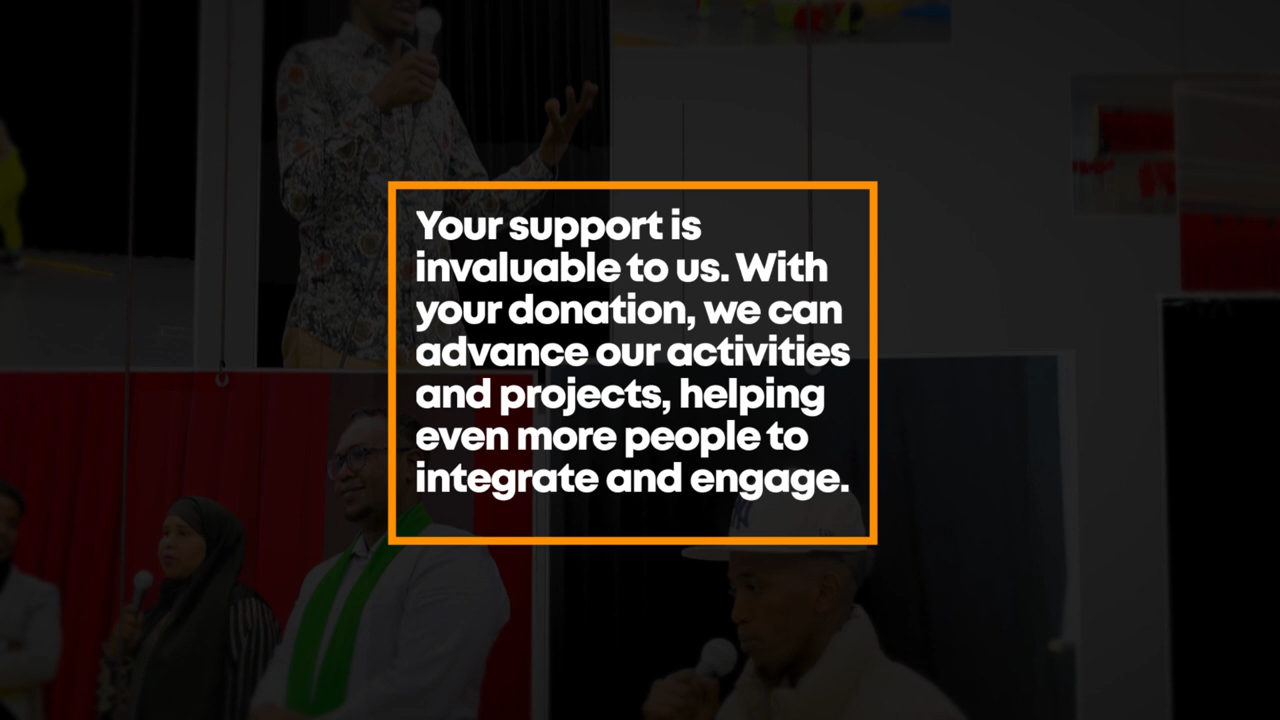 Your support is
invaluable to us. With
your donation, we can
advance our activities
and projects, helping
even more people to
integrate and engage.